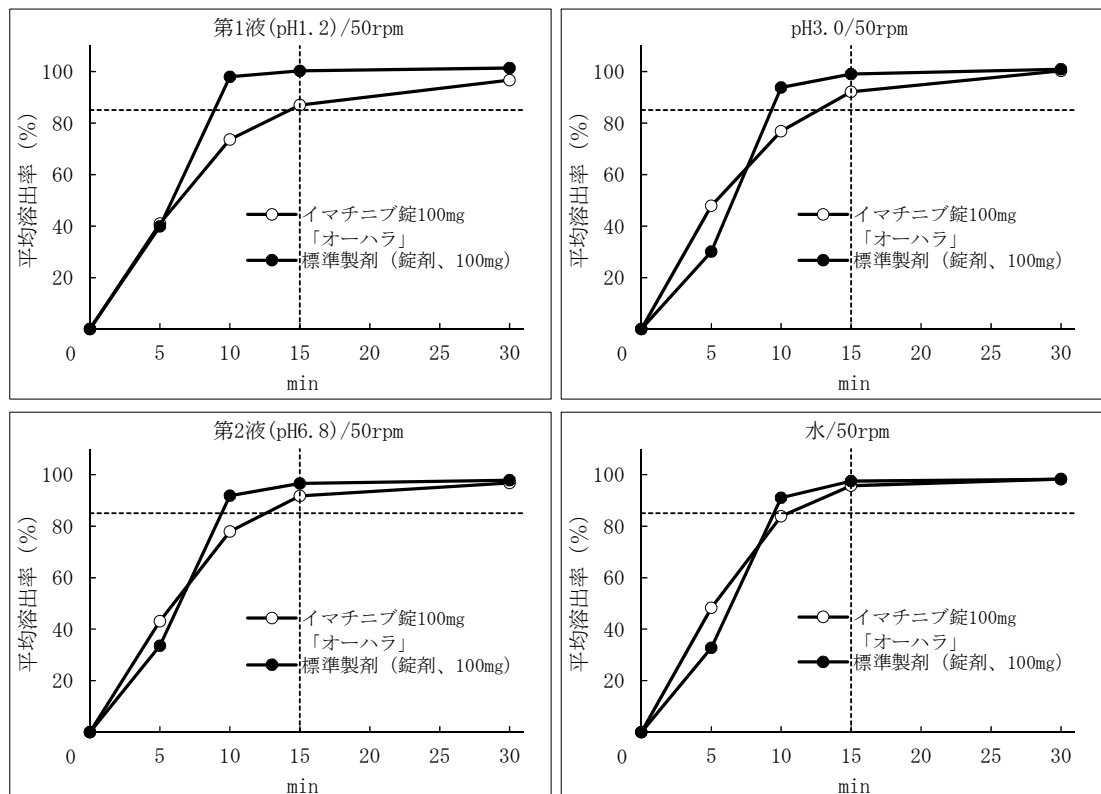 第1液(pH1.2)/50rpm
平均溶出率 (%)
100
80
60
40
20
0
5
10
15
20
25
30
min
イマチニブ錠100mg
「オーハラ」
標準製剤 (錠剤、100mg)
pH3.0/50rpm
平均溶出率 (%)
100
80
60
40
20
0
5
10
15
20
25
30
min
イマチニブ錠100mg
「オーハラ」
標準製剤 (錠剤、100mg)
第2液(pH6.8)/50rpm
平均溶出率 (%)
100
80
60
40
20
0
5
10
15
20
25
30
min
イマチニブ錠100mg
「オーハラ」
標準製剤 (錠剤、100mg)
水/50rpm
平均溶出率 (%)
100
80
60
40
20
0
5
10
15
20
25
30
min
イマチニブ錠100mg
「オーハラ」
標準製剤 (錠剤、100mg)